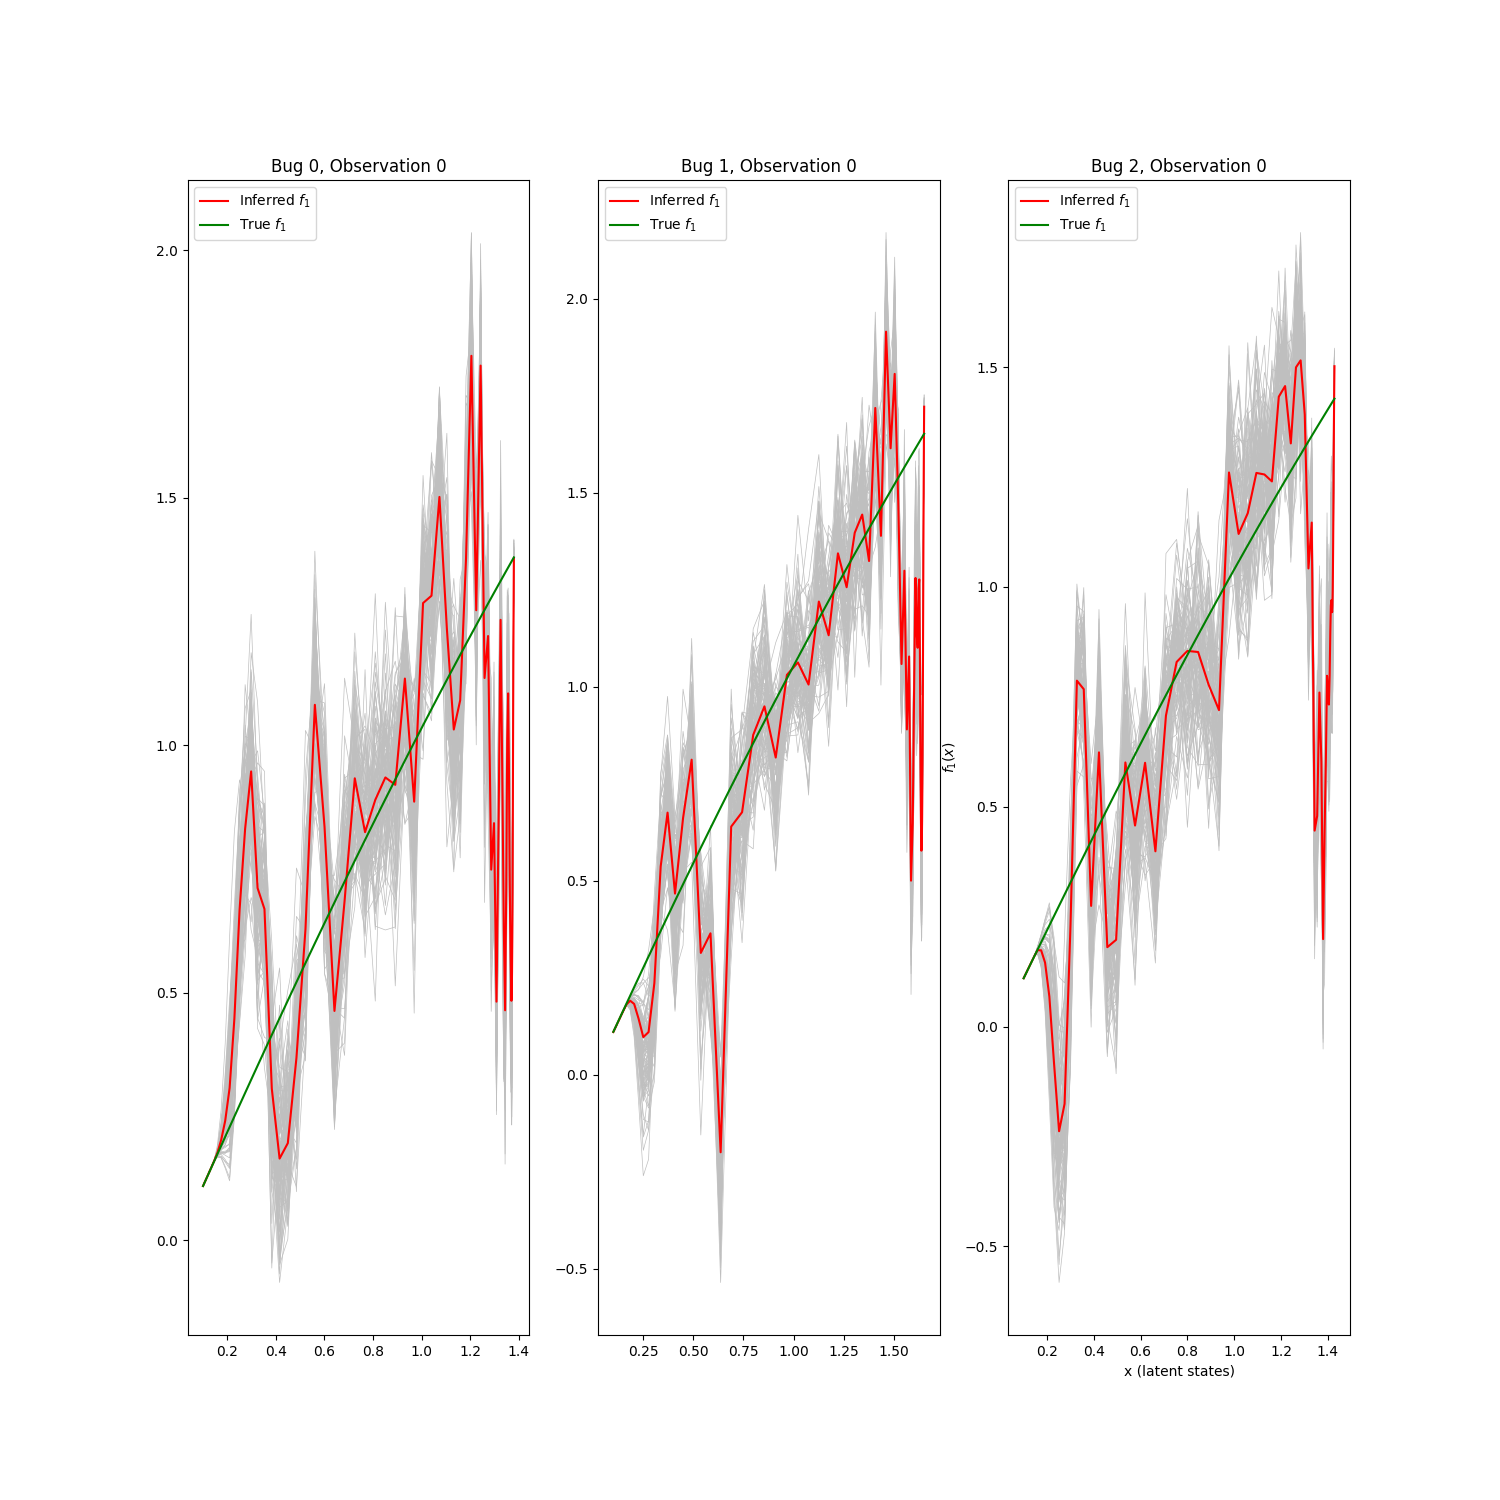 Bug 0, Observation 0
Inferred f₁
True f₁
2.0
1.5
1.0
0.5
0.0
0.2 0.4 0.6 0.8 1.0 1.2 1.4
Bug 1, Observation 0
Inferred f₁
True f₁
2.0
1.5
1.0
0.5
0.0
−0.5
0.25 0.50 0.75 1.00 1.25 1.50
Bug 2, Observation 0
Inferred f₁
True f₁
f₁(x)
1.5
1.0
0.5
0.0
−0.5
0.2 0.4 0.6 0.8 1.0 1.2 1.4
x (latent states)